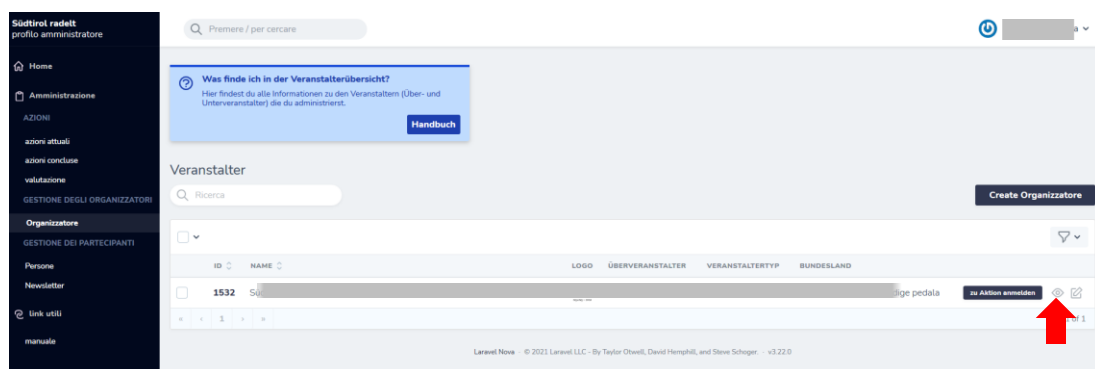 Südtirol radelt
profilo amministratore
Premere / per cercare
Home
Amministrazione
AZIONI
azioni attuali
azioni concluse
valutazione
GESTIONE DEGLI ORGANIZZATORI
Organizzatore
GESTIONE DEI PARTECIPANTI
Persone
Newsletter
link utili
manuale
Was finde ich in der Veranstalterübersicht?
Hier findest du alle Informationen zu den Veranstaltern (Über- und
Unterveranstalter) die du administrierst.
Handbuch
Veranstalter
Ricerca
Create Organizzatore
ID NAME LOGO ÜBERVERANSTALTER VERANSTALTERTYP BUNDESLAND
1532 pedala zu Aktion anmelden
« ‹ 1 › » of 1
Laravel Nova · © 2021 Laravel LLC - By Taylor Otwell, David Hemphill, and Steve Schoger. · v3.22.0